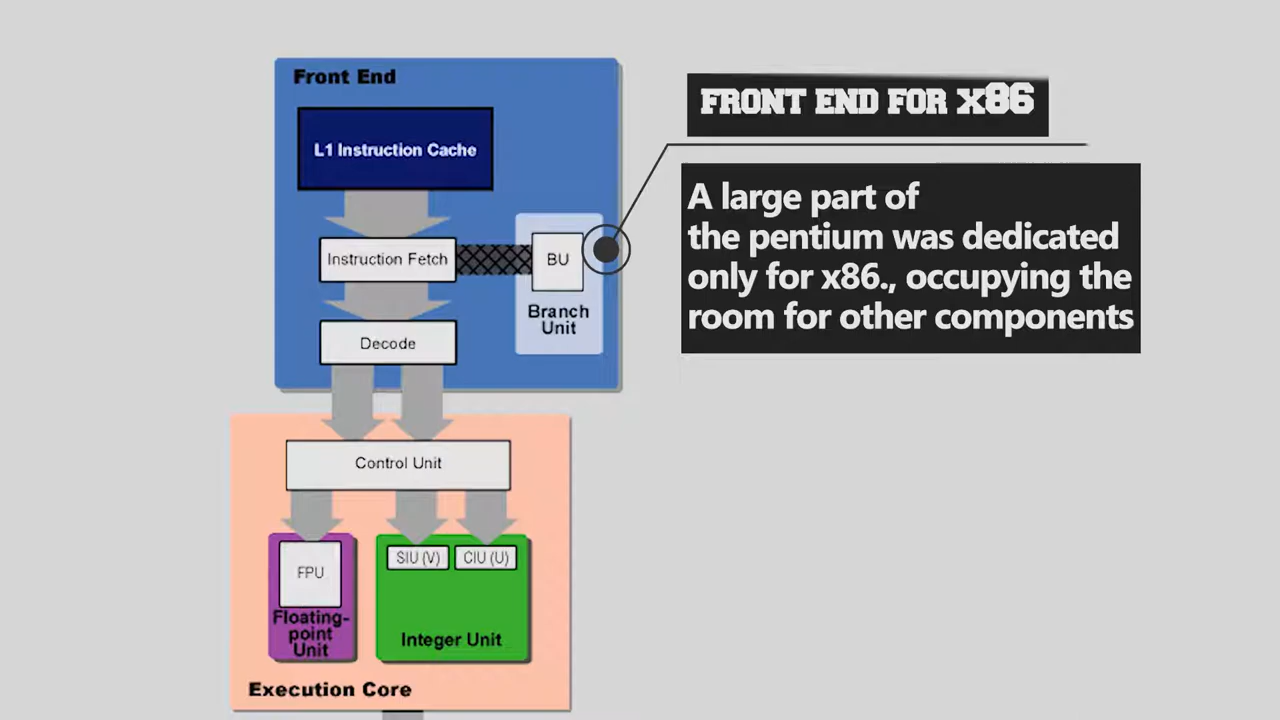 Front End
L1 Instruction Cache
Instruction Fetch
BU
Branch
Unit
Decode
FRONT END FOR x86
A large part of
the pentium was dedicated
only for x86., occupying the
room for other components
Control Unit
FPU
Floating-
point
Unit
SIU (V)
CIU (U)
Integer Unit
Execution Core